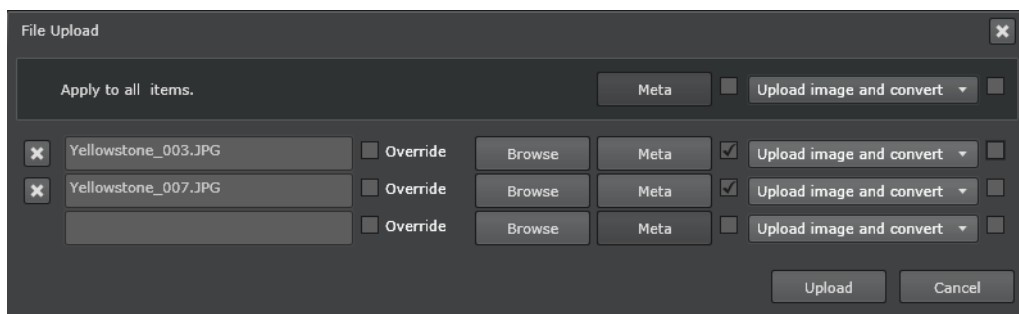 File Upload
Apply to all items. Meta Upload image and convert
Yellowstone_003.JPG Override Browse Meta Upload image and convert
Yellowstone_007.JPG Override Browse Meta Upload image and convert
Override Browse Meta Upload image and convert
Upload Cancel